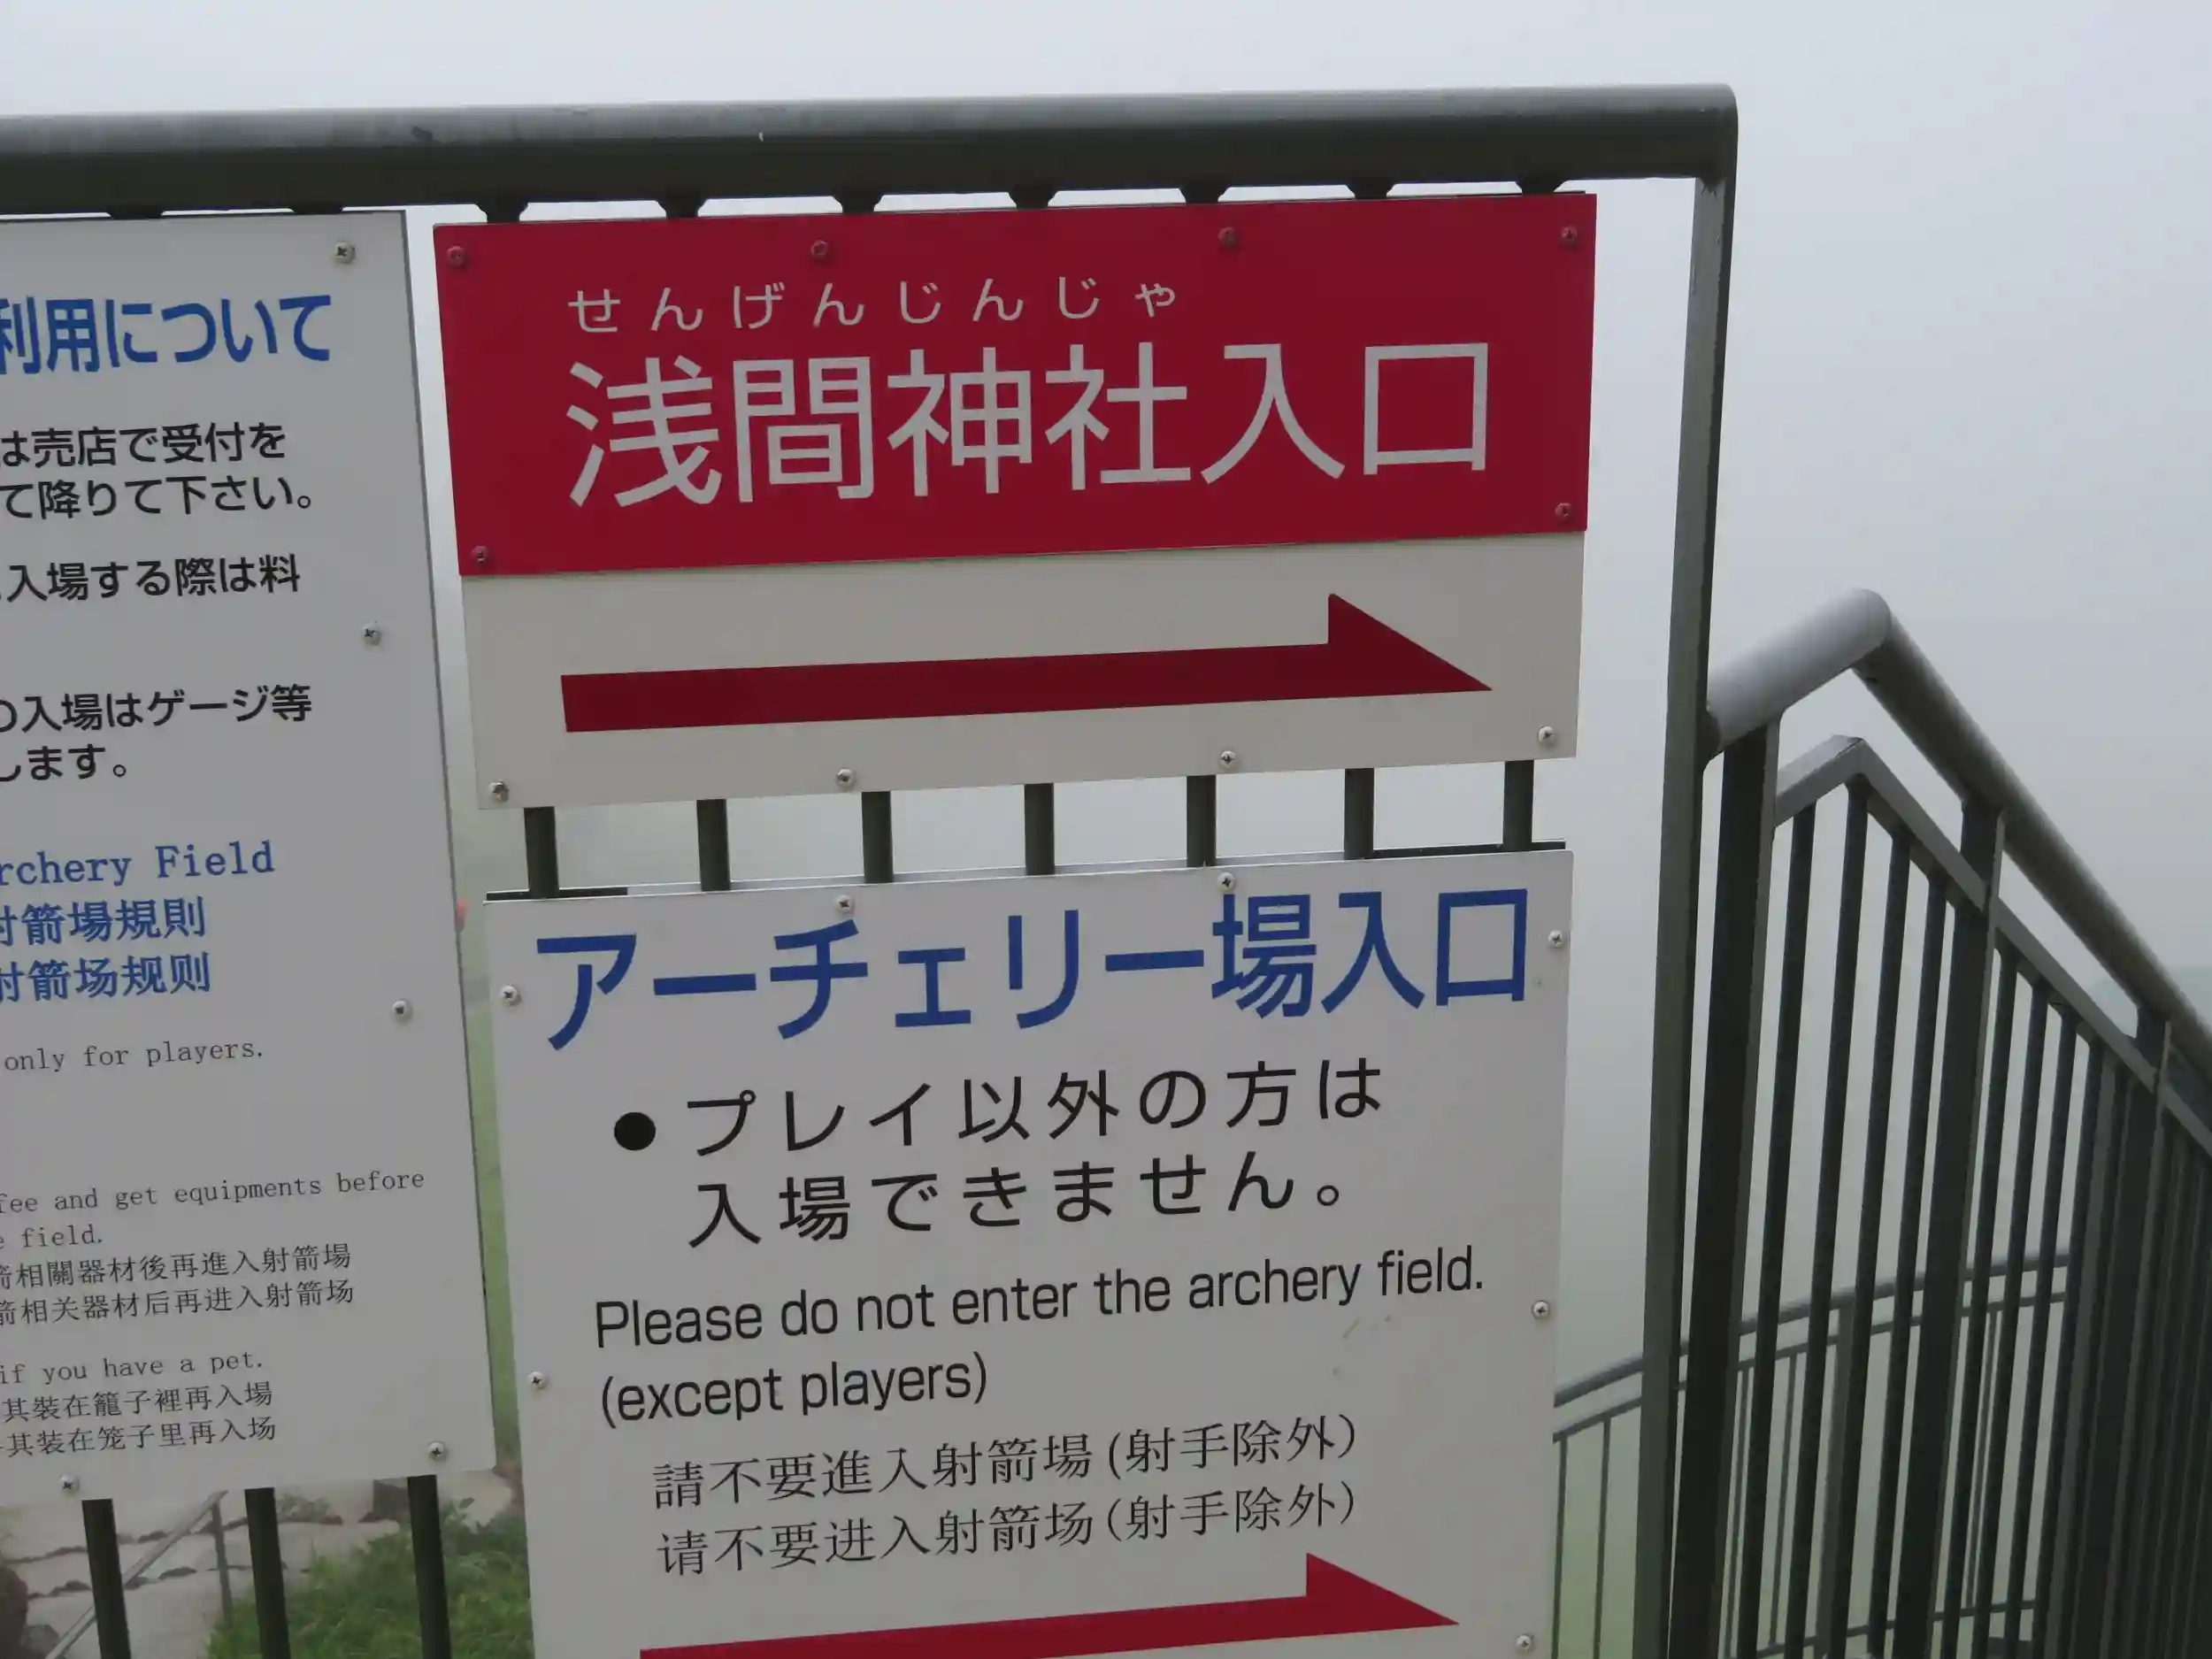 利用について
は売店で受付を
て降りて下さい。
入場する際は料
の入場はゲージ等
します。
rchery Field
射箭場規則
射箭场规则
only for players.
fee and get equipments before
e field.
箭相關器材後再進入射箭場
箭相关器材后再进入射箭场
if you have a pet.
其裝在籠子裡再入場
其装在笼子里再入场
せんげんじんじゃ
浅間神社入口
アーチェリー場入口
●プレイ以外の方は
入場できません。
Please do not enter the archery field.
(except players)
請不要進入射箭場(射手除外)
请不要进入射箭场(射手除外)